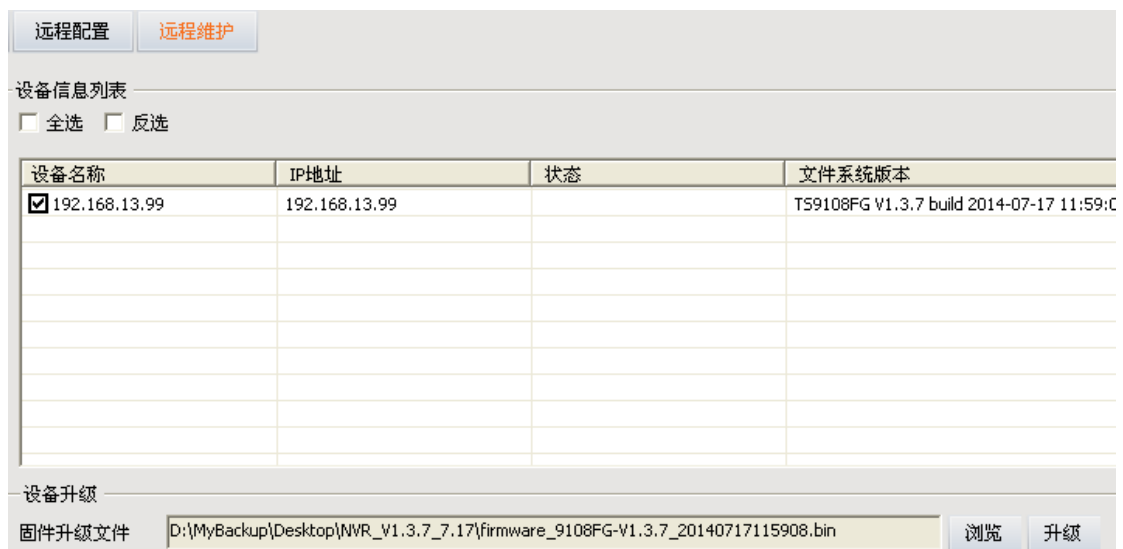 远程配置 远程维护
设备信息列表
全选 反选
设备名称 IP地址 状态 文件系统版本
192.168.13.99 192.168.13.99 TS9108FG V1.3.7 build 2014-07-17 11:59:0
设备升级
固件升级文件 D:\MyBackup\Desktop\NVR_V1.3.7_7.17\firmware_9108FG-V1.3.7_20140717115908.bin 浏览 升级